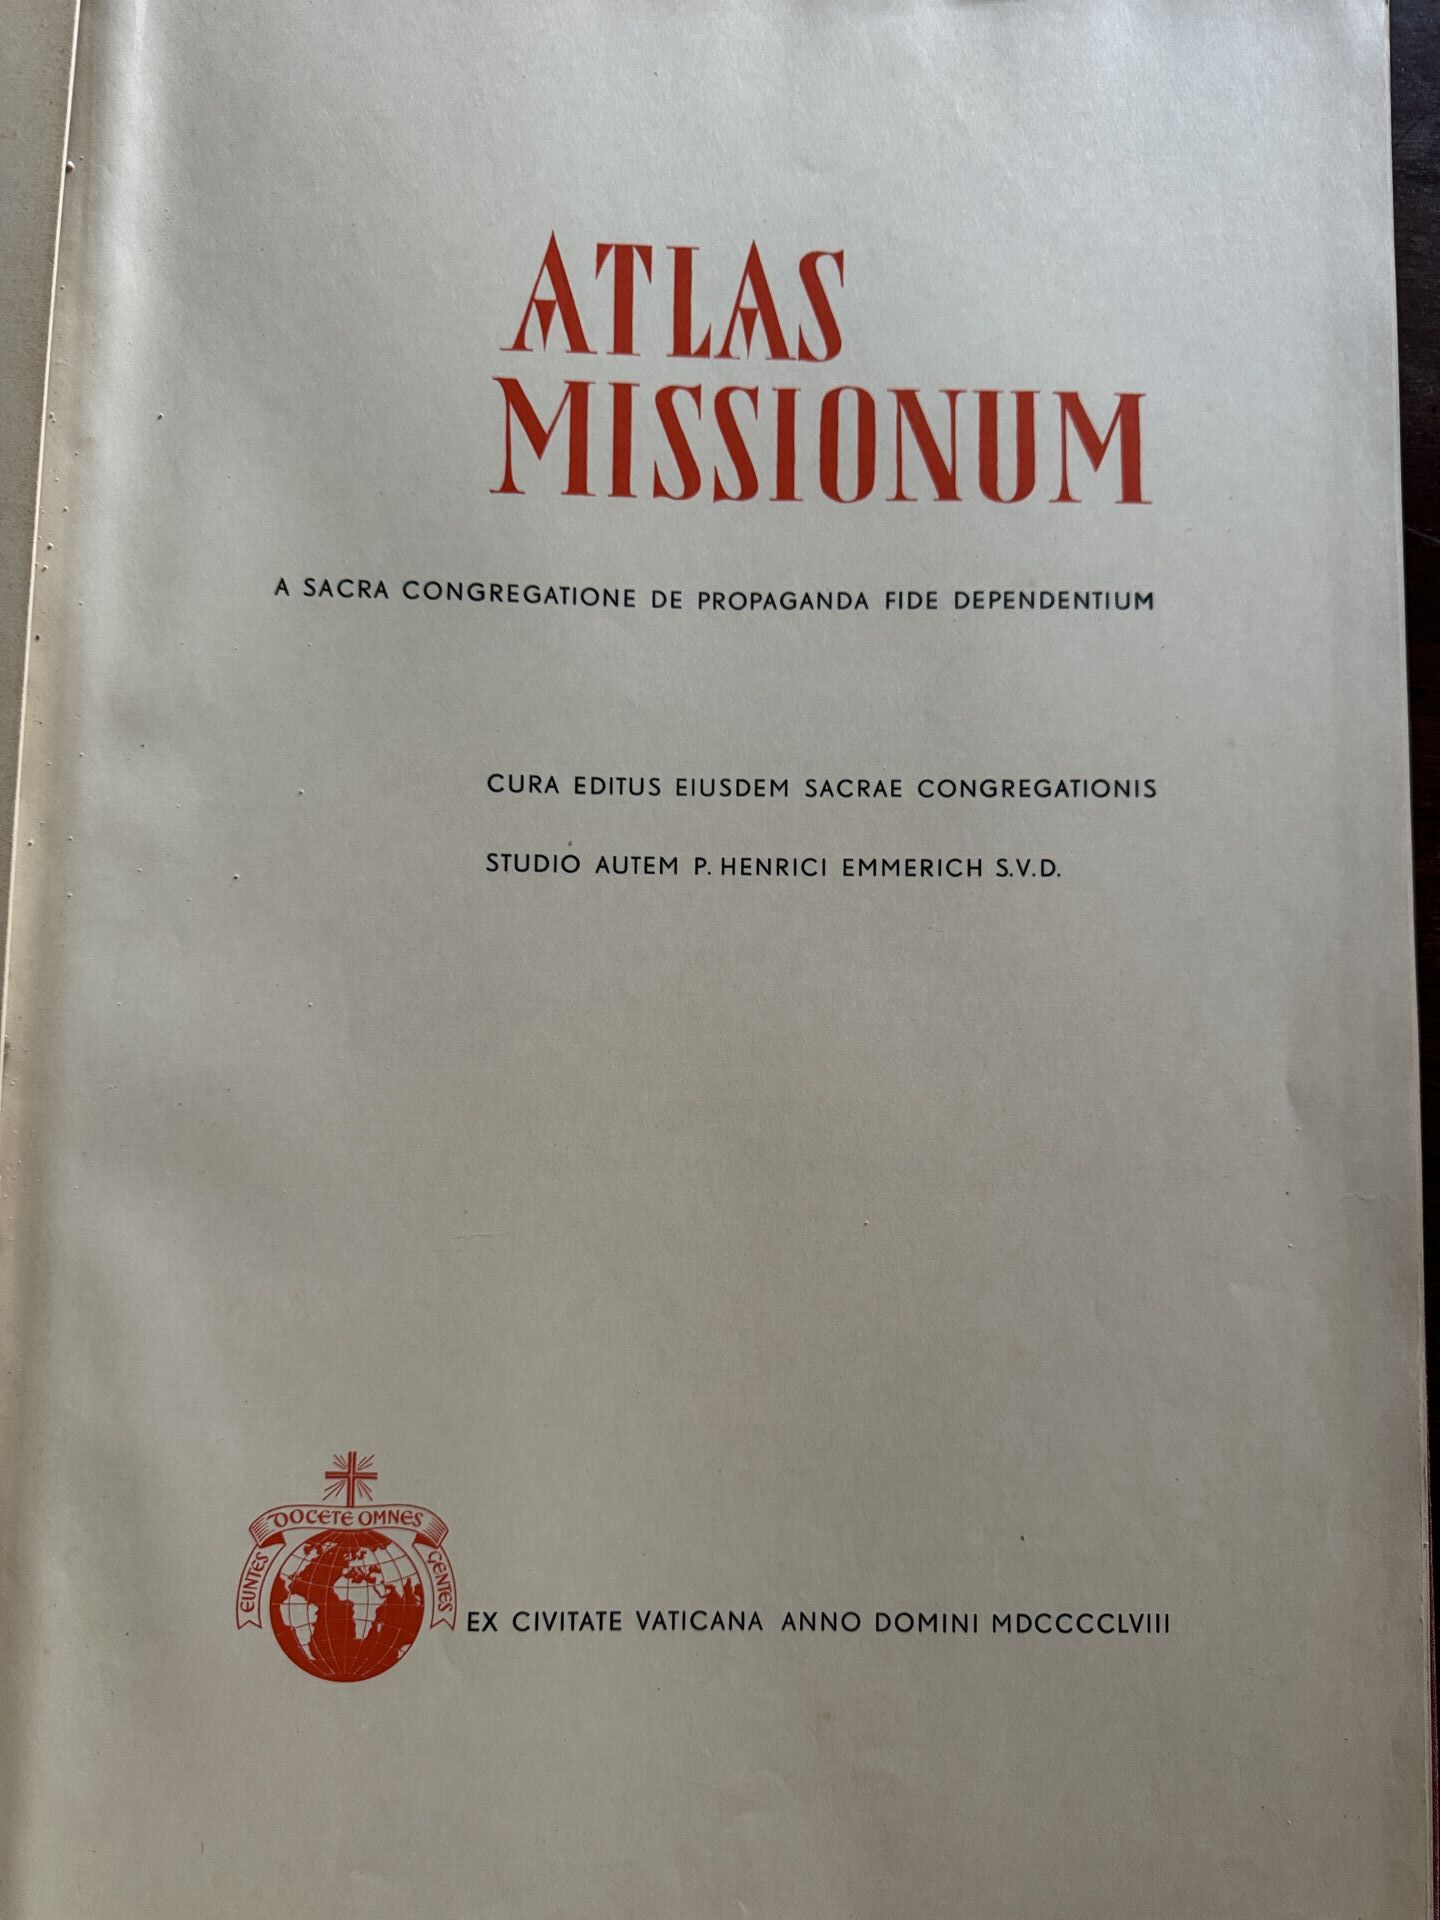 ATLAS
MISSIONUM
A SACRA CONGREGATIONE DE PROPAGANDA FIDE DEPENDENTIUM
CURA EDITUS EIUSDEM SACRAE CONGREGATIONIS
STUDIO AUTEM P. HENRICI EMMERICH S.V.D.
EUNTES DOCETE OMNES GENTES
EX CIVITATE VATICANA ANNO DOMINI MDCCCCLVIII